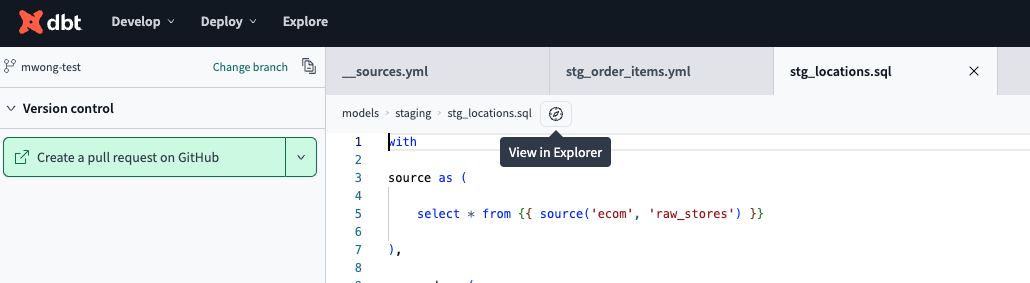 dbt Develop Deploy Explore
mwong-test Change branch
Version control
Create a pull request on GitHub
__sources.yml stg_order_items.yml stg_locations.sql
models > staging > stg_locations.sql
View in Explorer
1 with
2
3 source as (
4
5 select * from {{ source('ecom', 'raw_stores') }}
6
7 ),
8